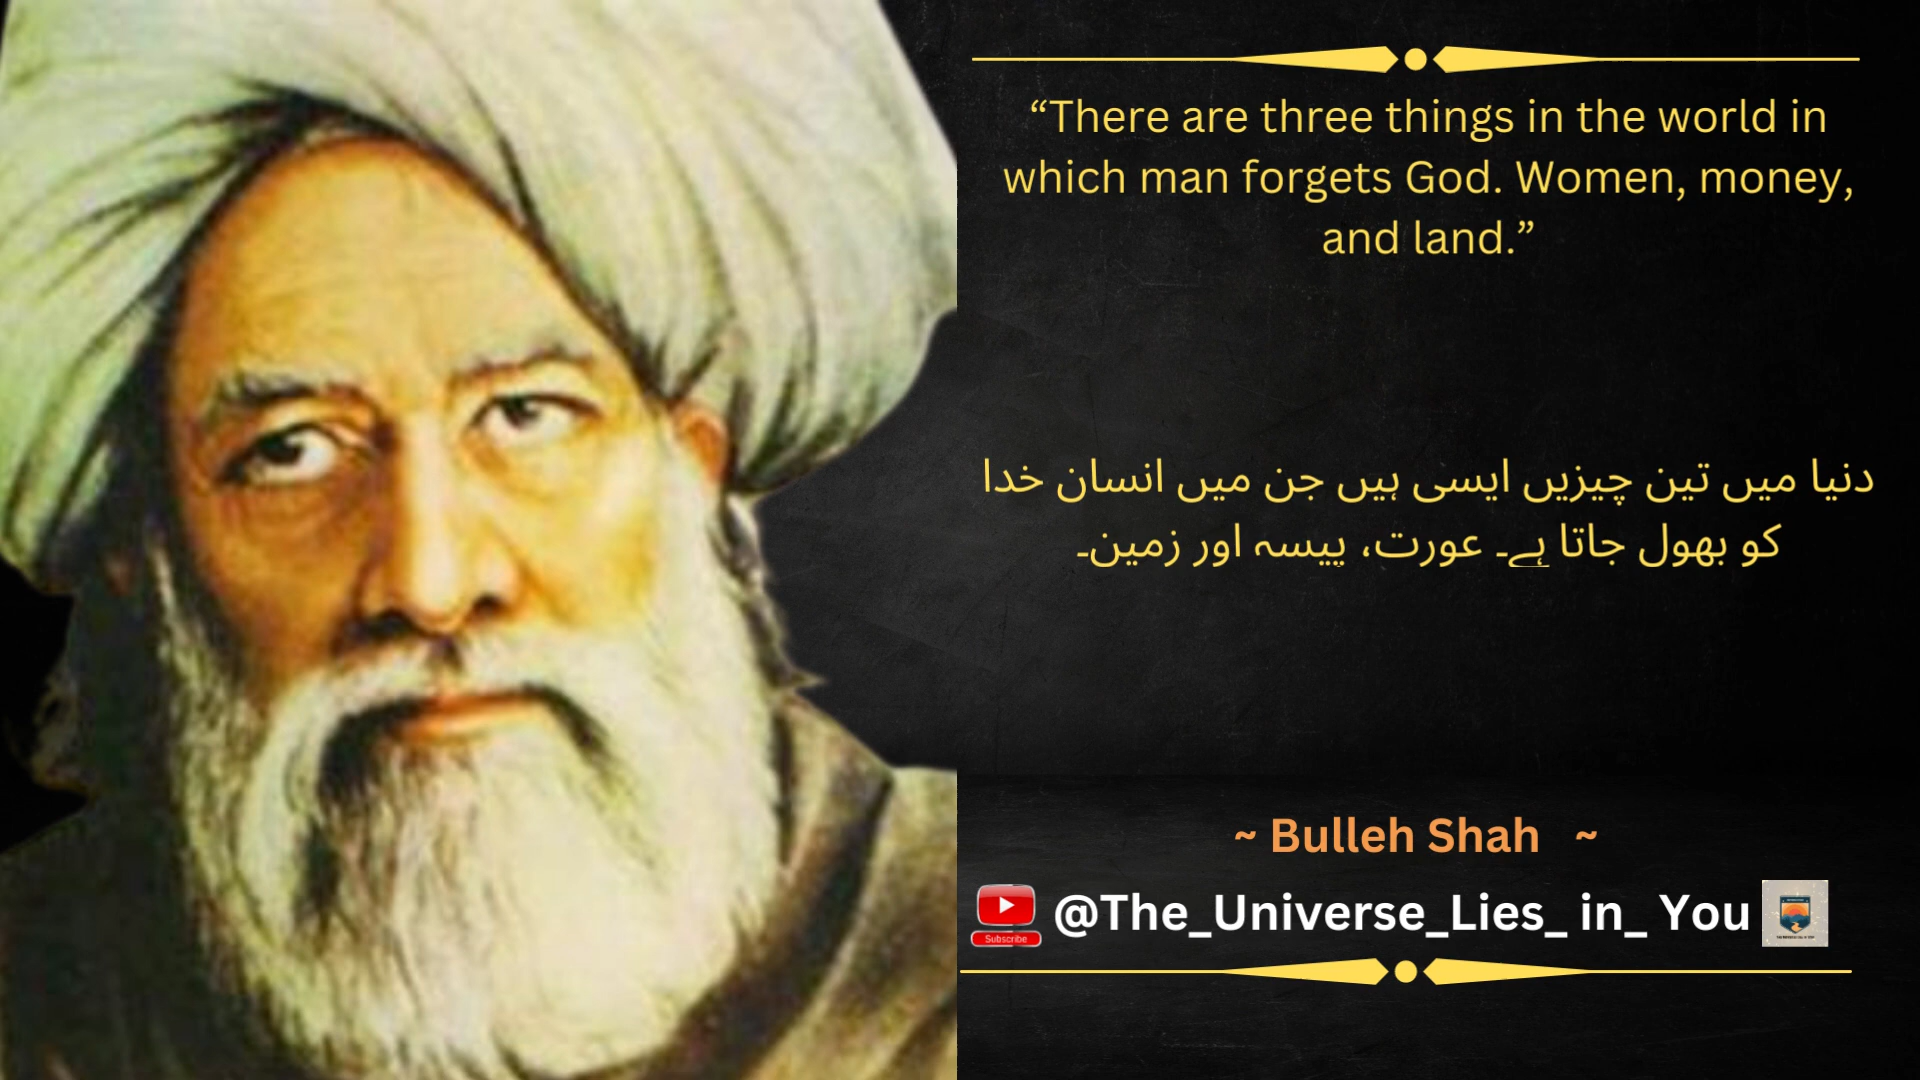 “There are three things in the world in
which man forgets God. Women, money,
and land.”
دنیا میں تین چیزیں ایسی ہیں جن میں انسان خدا
کو بھول جاتا ہے۔ عورت، پیسہ اور زمین۔
~ Bulleh Shah ~
@The_Universe_Lies_ in_ You
Subscribe